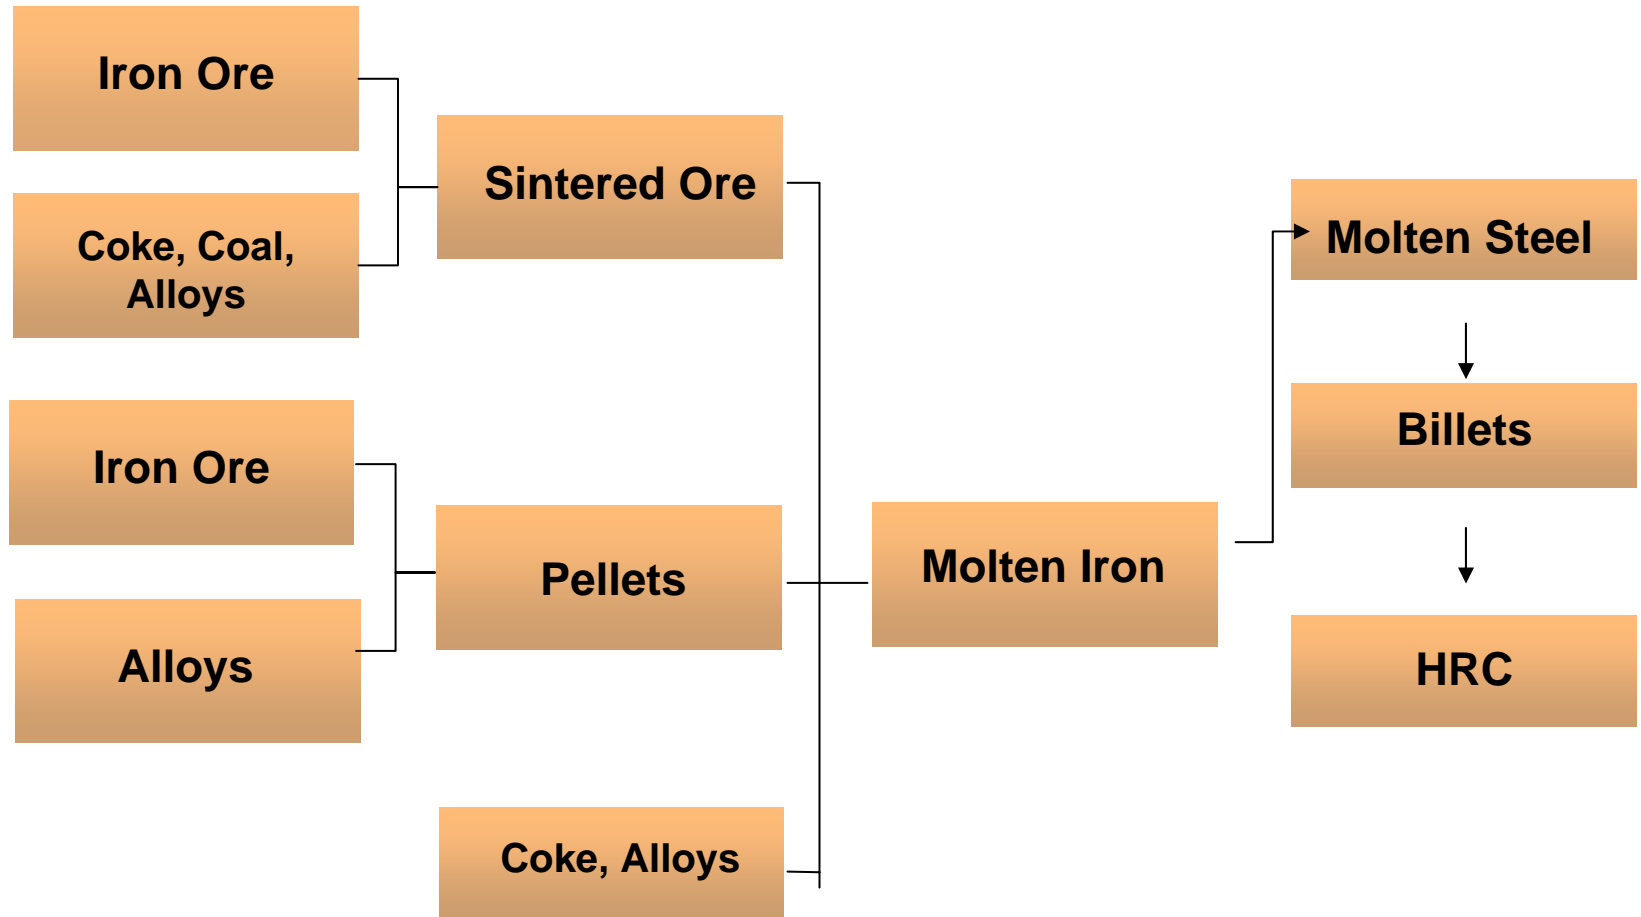 Iron Ore
Coke, Coal,
Alloys
Sintered Ore
Iron Ore
Alloys
Pellets
Coke, Alloys
Molten Iron
Molten Steel
Billets
HRC